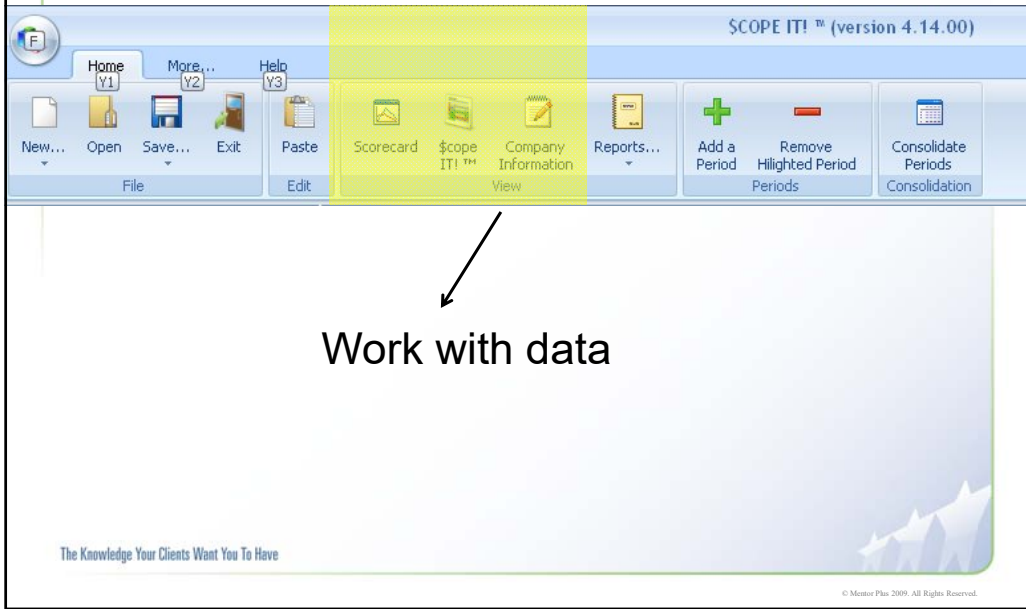 $COPE IT! ™ (version 4.14.00)
F
Home More... Help
Y1 Y2 Y3
New... Open Save... Exit Paste Scorecard $cope IT! ™ Company Information Reports... Add a Period Remove Hilighted Period Consolidate Periods
File Edit View Periods Consolidation
Work with data
The Knowledge Your Clients Want You To Have
© Mentor Plus 2009. All Rights Reserved.